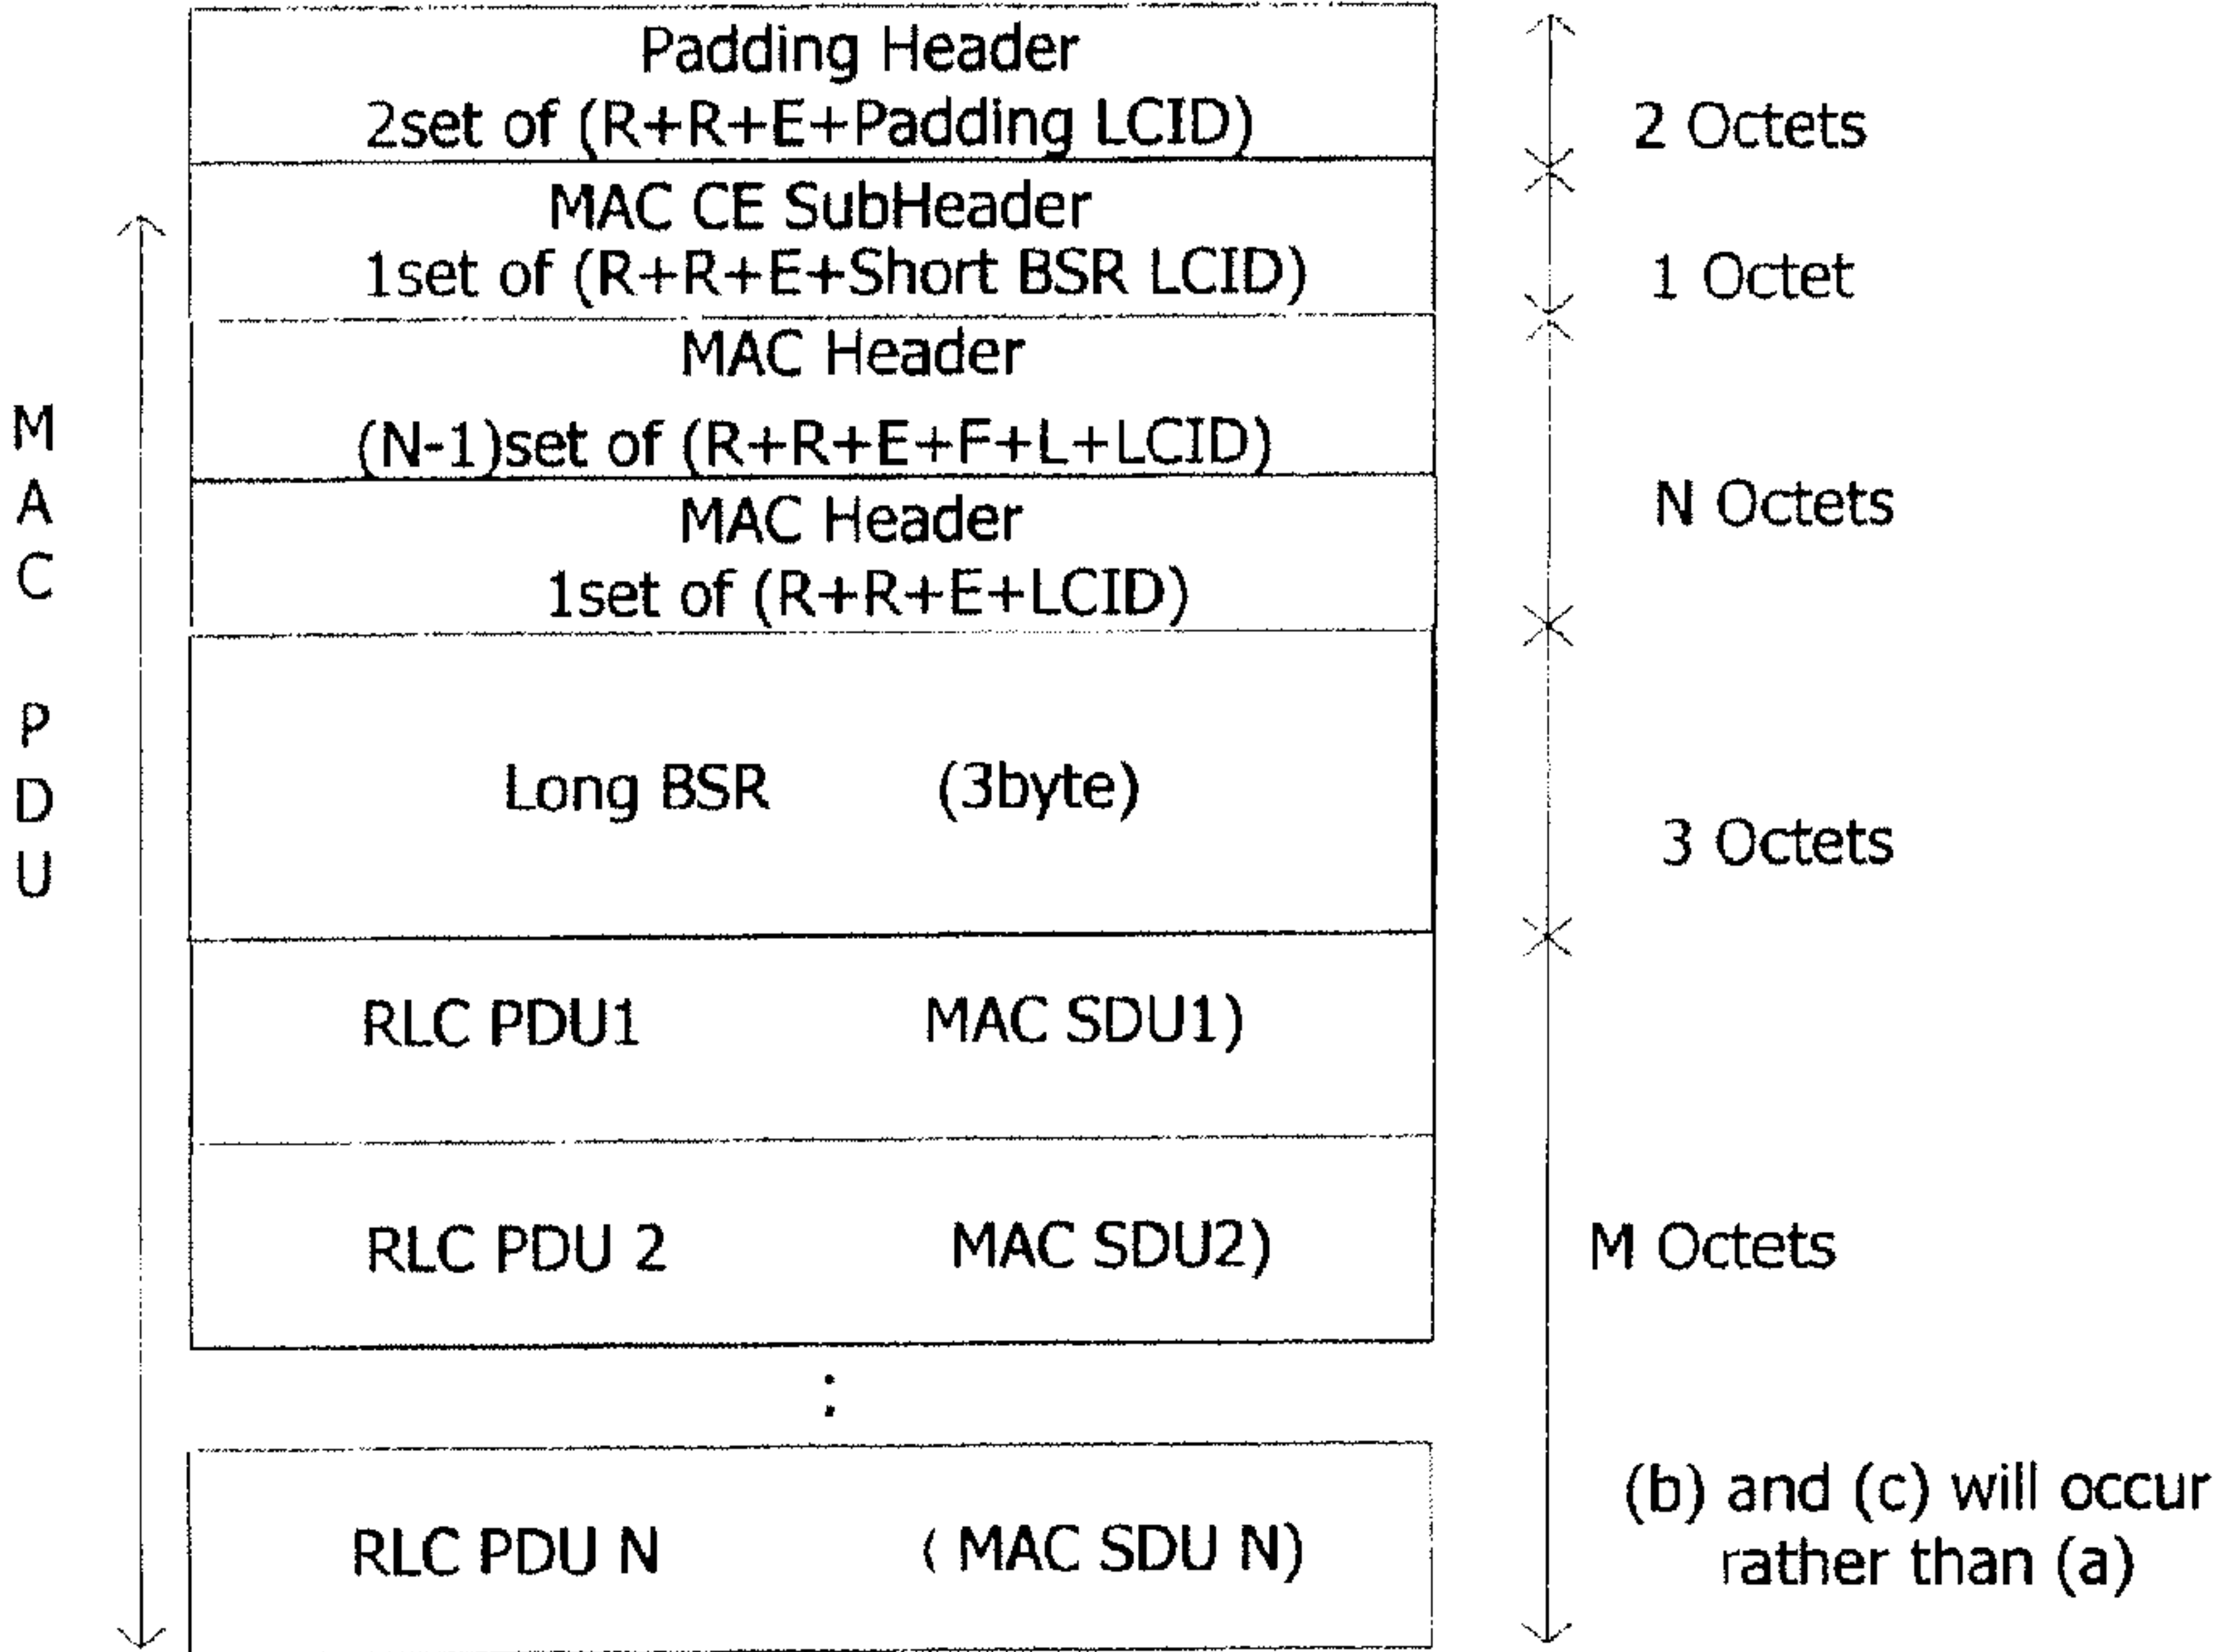 Padding Header
2set of (R+R+E+Padding LCID)
2 Octets
MAC CE SubHeader
1set of (R+R+E+Short BSR LCID)
1 Octet
MAC Header
(N-1)set of (R+R+E+F+L+LCID)
MAC Header
1set of (R+R+E+LCID)
N Octets
MAC PDU
Long BSR (3byte)
3 Octets
RLC PDU1 MAC SDU1)
RLC PDU 2 MAC SDU2)
M Octets
:
RLC PDU N ( MAC SDU N)
(b) and (c) will occur
rather than (a)